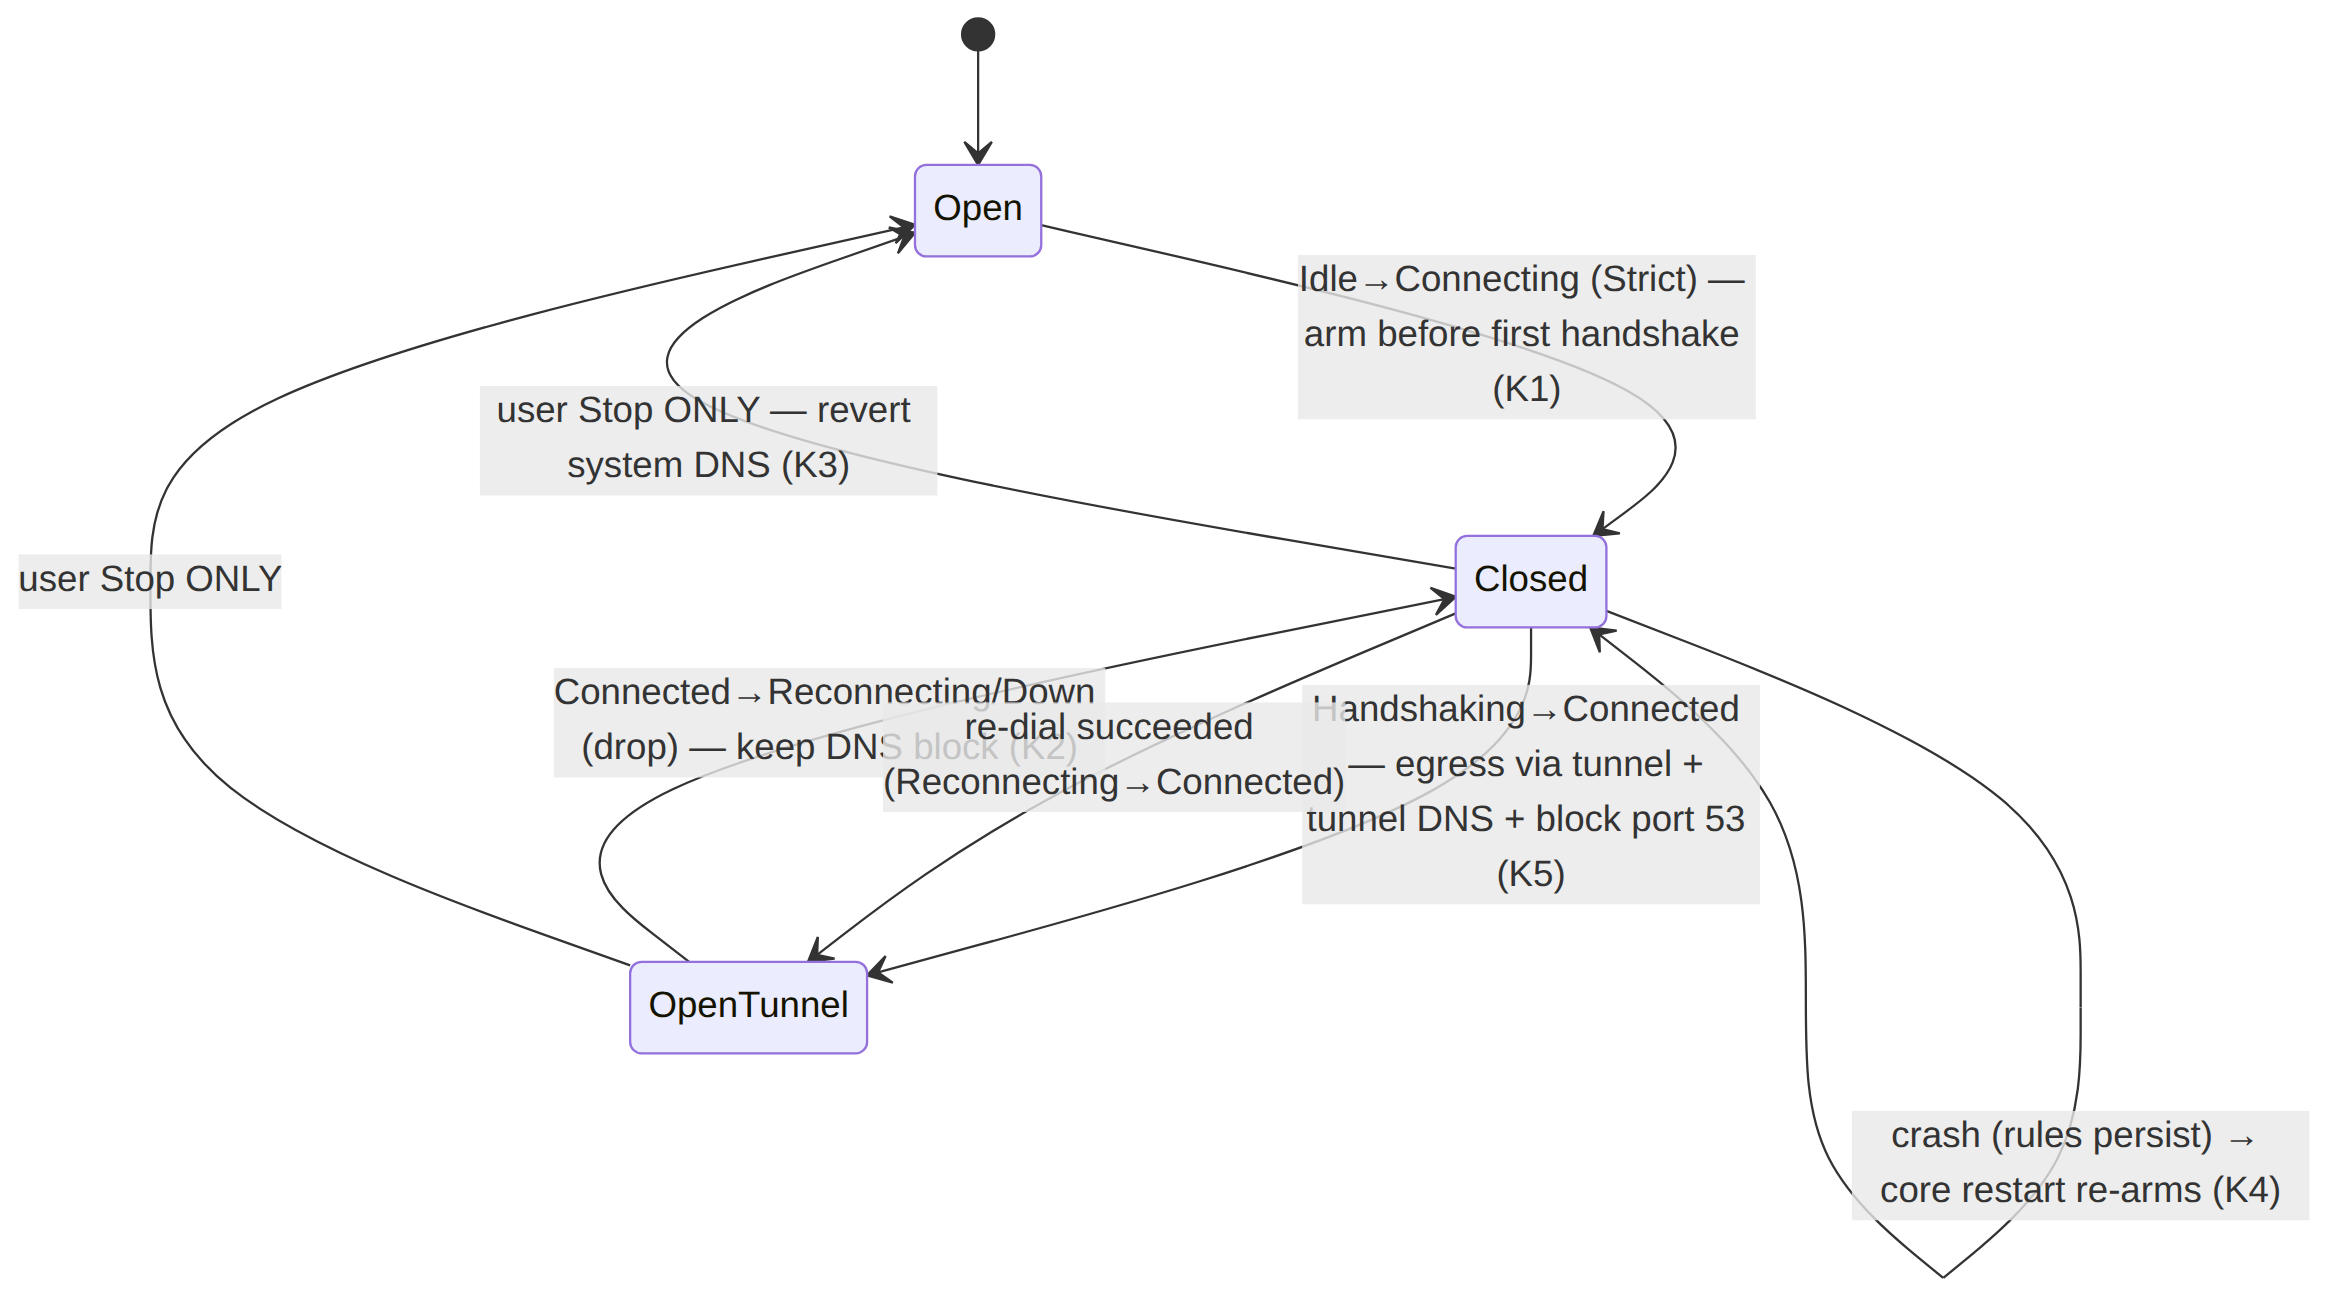 Open
Idle→Connecting (Strict) —
arm before first handshake
(K1)
user Stop ONLY — revert
system DNS (K3)
user Stop ONLY
Closed
Connected→Reconnecting/Down
(drop) — keep DNS block (K2)
re-dial succeeded
(Reconnecting→Connected)
Handshaking→Connected
— egress via tunnel +
tunnel DNS + block port 53
(K5)
OpenTunnel
crash (rules persist) →
core restart re-arms (K4)